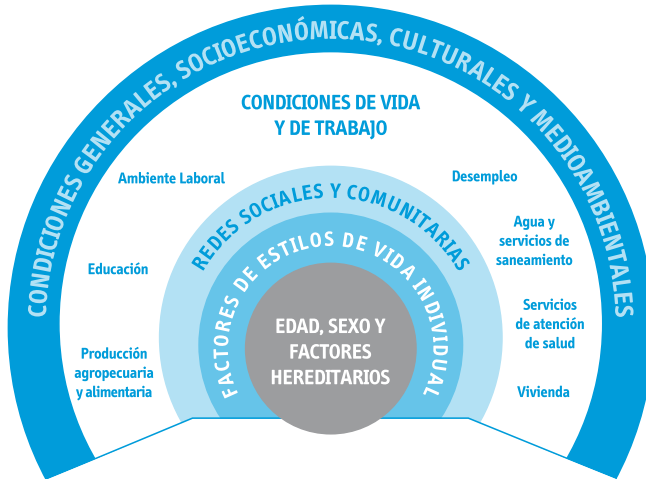 CONDICIONES GENERALES, SOCIOECONÓMICAS, CULTURALES Y MEDIOAMBIENTALES
CONDICIONES DE VIDA
Y DE TRABAJO
Ambiente Laboral
Desempleo
REDES SOCIALES Y COMUNITARIAS
Agua y
servicios de
saneamiento
Educación
FACTORES DE ESTILOS DE VIDA INDIVIDUAL
Servicios
de atención
de salud
EDAD, SEXO Y
FACTORES
HEREDITARIOS
Producción
agropecuaria
y alimentaria
Vivienda